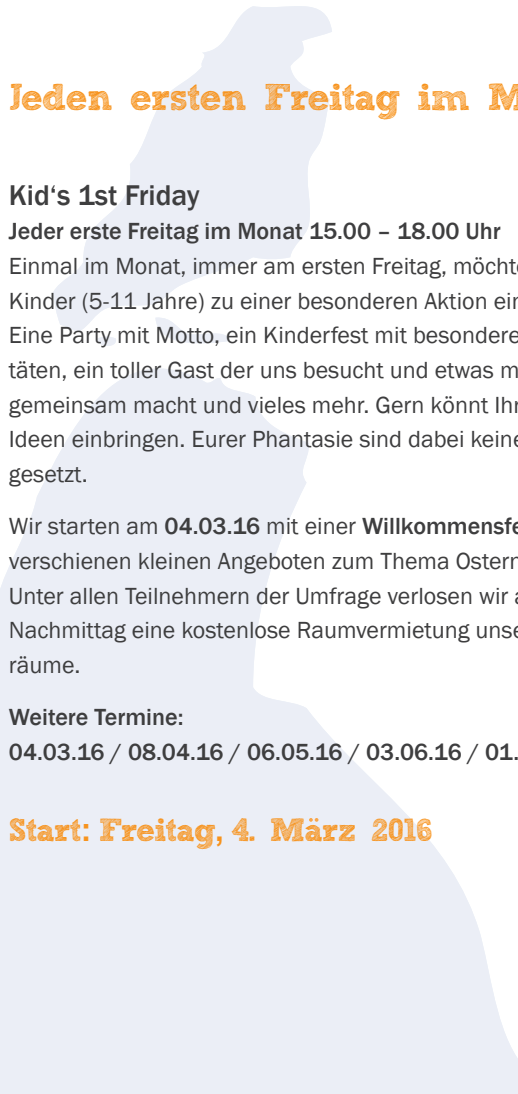 Jeden ersten Freitag im M
Kid‘s 1st Friday
Jeder erste Freitag im Monat 15.00 – 18.00 Uhr
Einmal im Monat, immer am ersten Freitag, möcht
Kinder (5-11 Jahre) zu einer besonderen Aktion ei
Eine Party mit Motto, ein Kinderfest mit besondere
täten, ein toller Gast der uns besucht und etwas m
gemeinsam macht und vieles mehr. Gern könnt Ihr
Ideen einbringen. Eurer Phantasie sind dabei keine
gesetzt.
Wir starten am 04.03.16 mit einer Willkommensfe
verschienen kleinen Angeboten zum Thema Ostern
Unter allen Teilnehmern der Umfrage verlosen wir a
Nachmittag eine kostenlose Raumvermietung unse
räume.
Weitere Termine:
04.03.16 / 08.04.16 / 06.05.16 / 03.06.16 / 01.
Start: Freitag, 4. März 2016